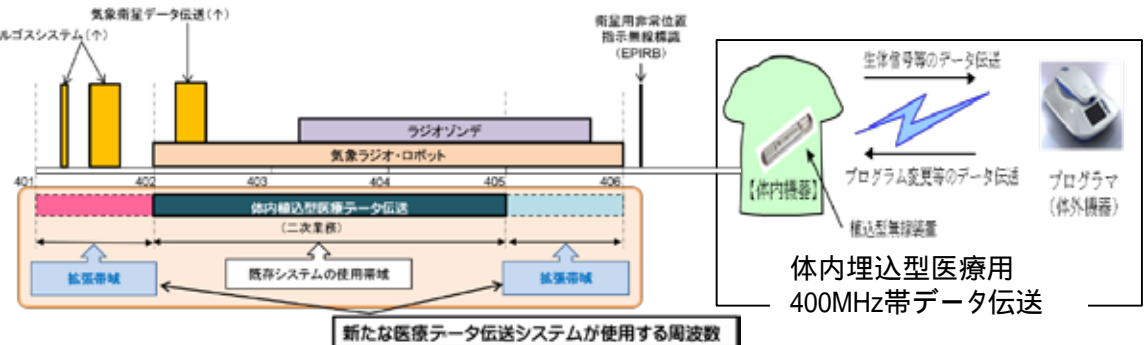 気象衛星データ伝送(↑)
ルゴスシステム(↑)
衛星用非常位置
指示無線標識
(EPIRB)
ラジオゾンデ
気象ラジオ・ロボット
401
402
403
404
405
406
体内植込型医療データ伝送
(二次業務)
拡張帯域
既存システムの使用帯域
拡張帯域
新たな医療テータ伝送システムが使用する周波数
生体信号等のデータ伝送
プログラム変更等のデータ伝送
【体内機器】
植込型無線装置
プログラマ
(体外機器)
体内埋込型医療用
400MHz帯データ伝送